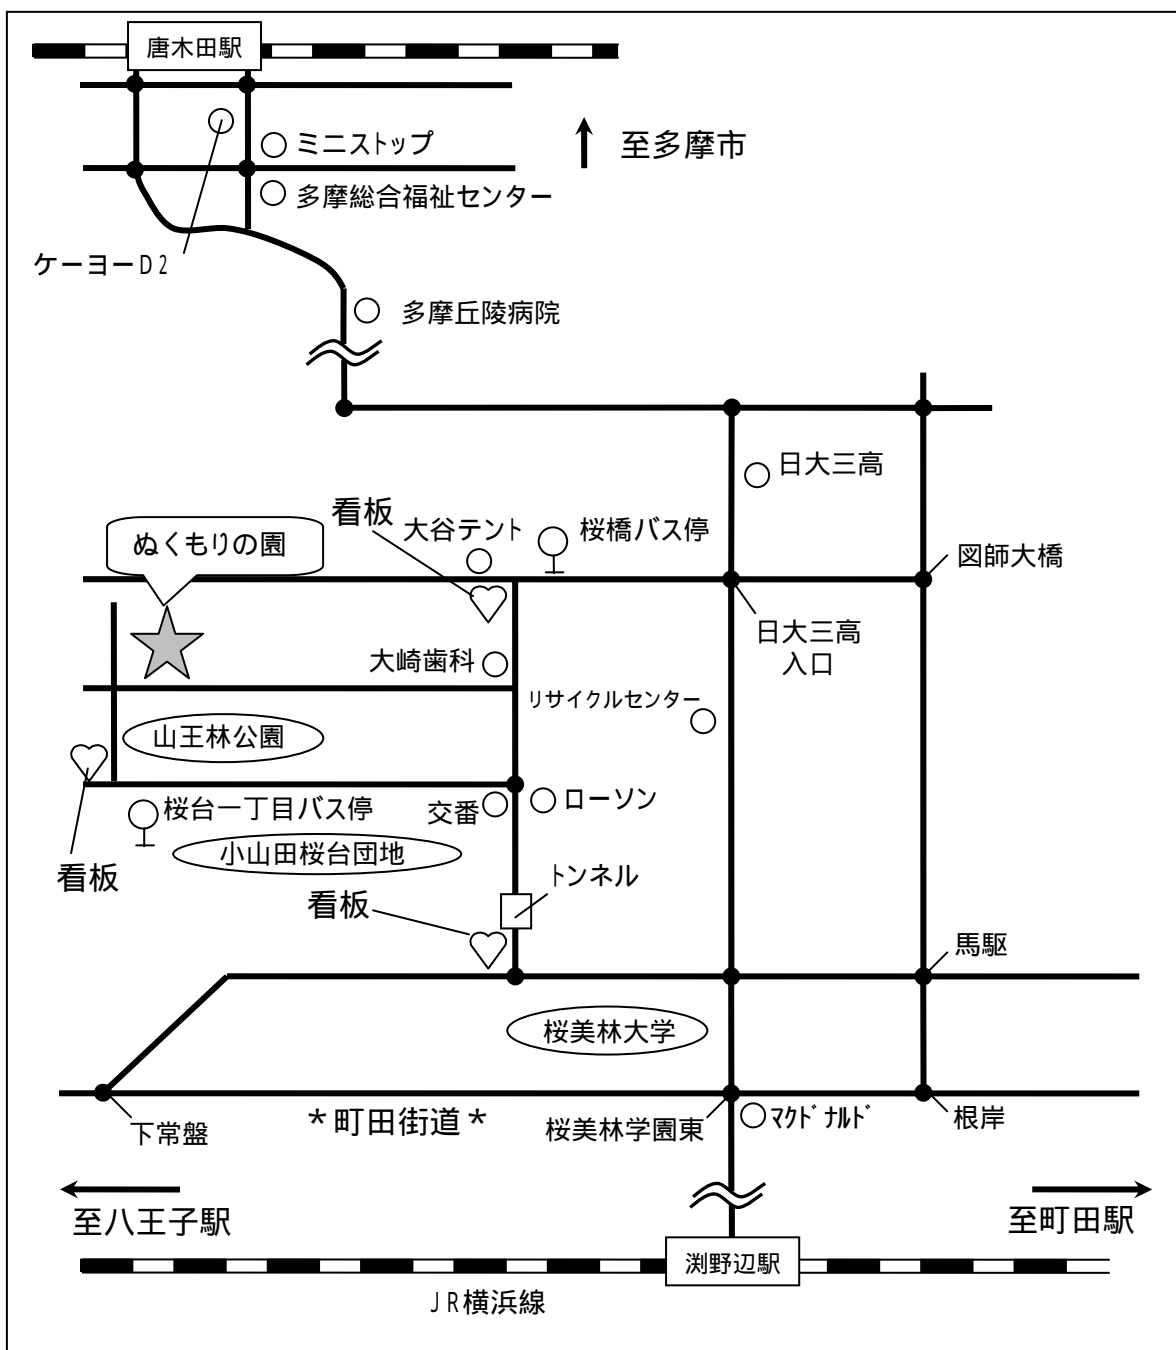 唐木田駅
ミニストップ
至多摩市
多摩総合福祉センター
ケーヨーD2
多摩丘陵病院
日大三高
看板
大谷テント
桜橋バス停
ぬくもりの園
図師大橋
日大三高
入口
大崎歯科
リサイクルセンター
山王林公園
桜台一丁目バス停
交番
ローソン
小山田桜台団地
看板
トンネル
看板
馬駆
桜美林大学
下常盤
*町田街道*
桜美林学園東
マクドナルド
根岸
至八王子駅
至町田駅
渕野辺駅
JR横浜線